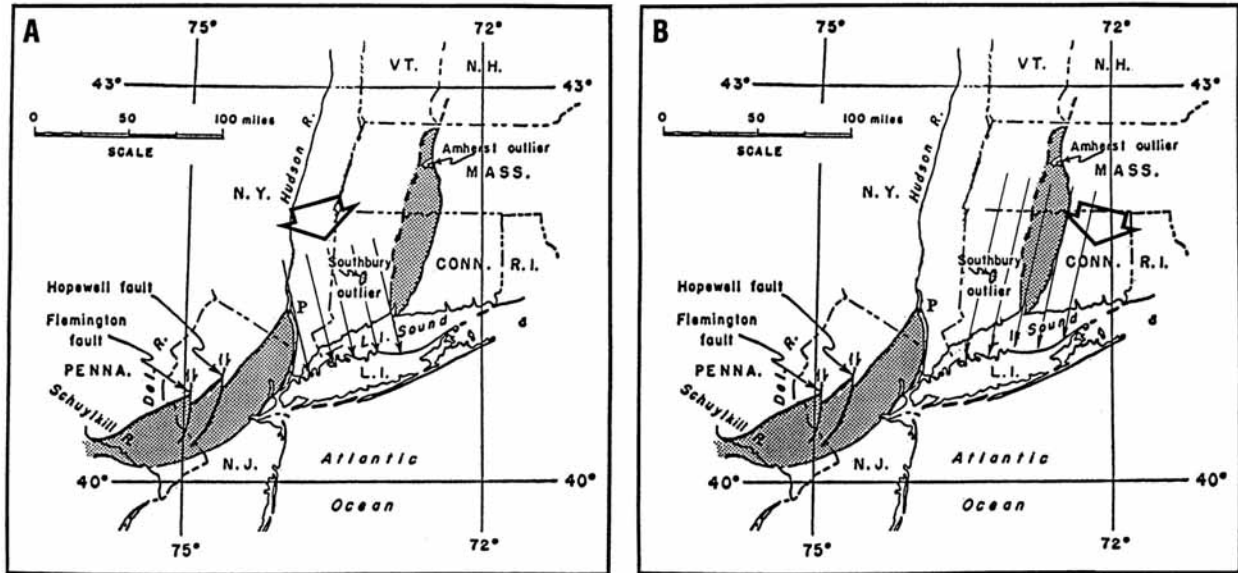 A
75°
72°
VT.
N.H.
43°
43°
0 50 100 miles
SCALE
Hudson R.
Amherst outlier
MASS.
N.Y.
Southbury
outlier
CONN.
R.I.
Hopewell fault
Flemington
fault
P
L.I. Sound
Del. R.
PENNA.
L.I.
Schuylkill R.
N.J.
Atlantic
40°
40°
Ocean
75°
72°
B
75°
72°
VT.
N.H.
43°
43°
0 50 100 miles
SCALE
Hudson R.
Amherst outlier
MASS.
N.Y.
Southbury
outlier
CONN.
R.I.
Hopewell fault
Flemington
fault
P
Sound
Del. R.
PENNA.
L.I.
Schuylkill R.
N.J.
Atlantic
40°
40°
Ocean
75°
72°